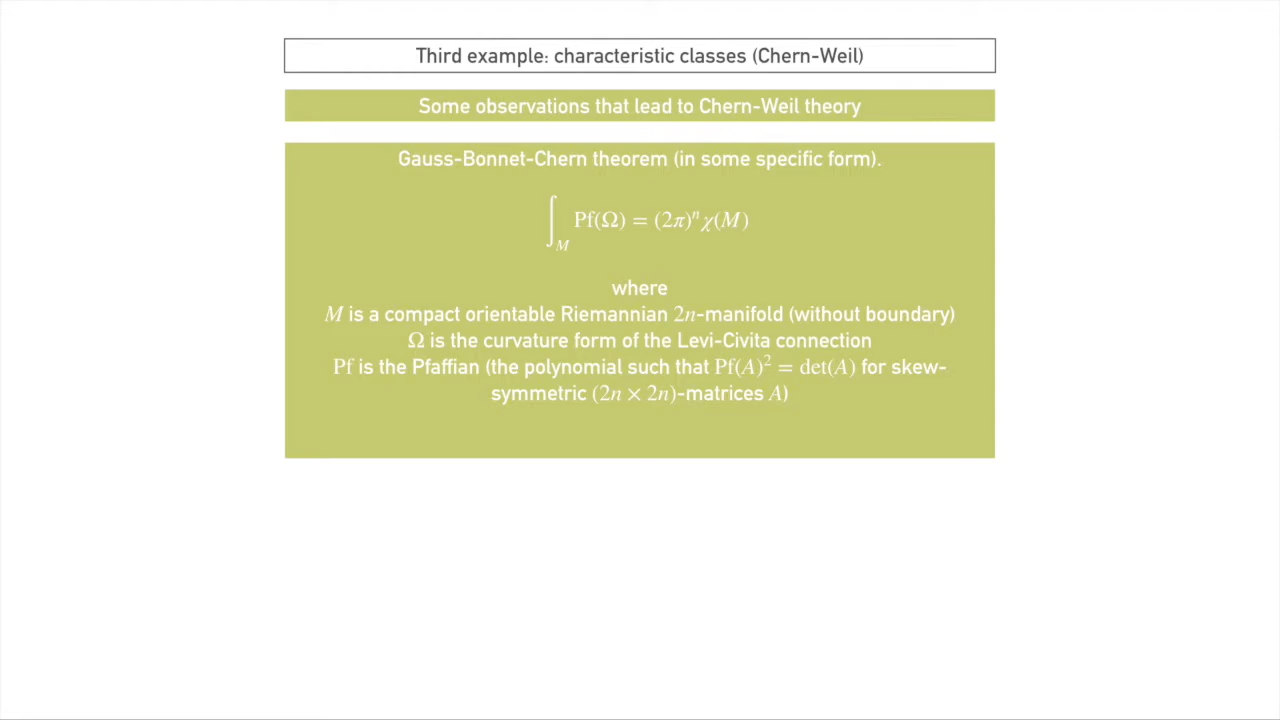 Third example: characteristic classes (Chern-Weil)
Some observations that lead to Chern-Weil theory
Gauss-Bonnet-Chern theorem (in some specific form).
∫_M Pf(Ω) = (2π)ⁿχ(M)
where
M is a compact orientable Riemannian 2n-manifold (without boundary)
Ω is the curvature form of the Levi-Civita connection
Pf is the Pfaffian (the polynomial such that Pf(A)² = det(A) for skew-
symmetric (2n × 2n)-matrices A)